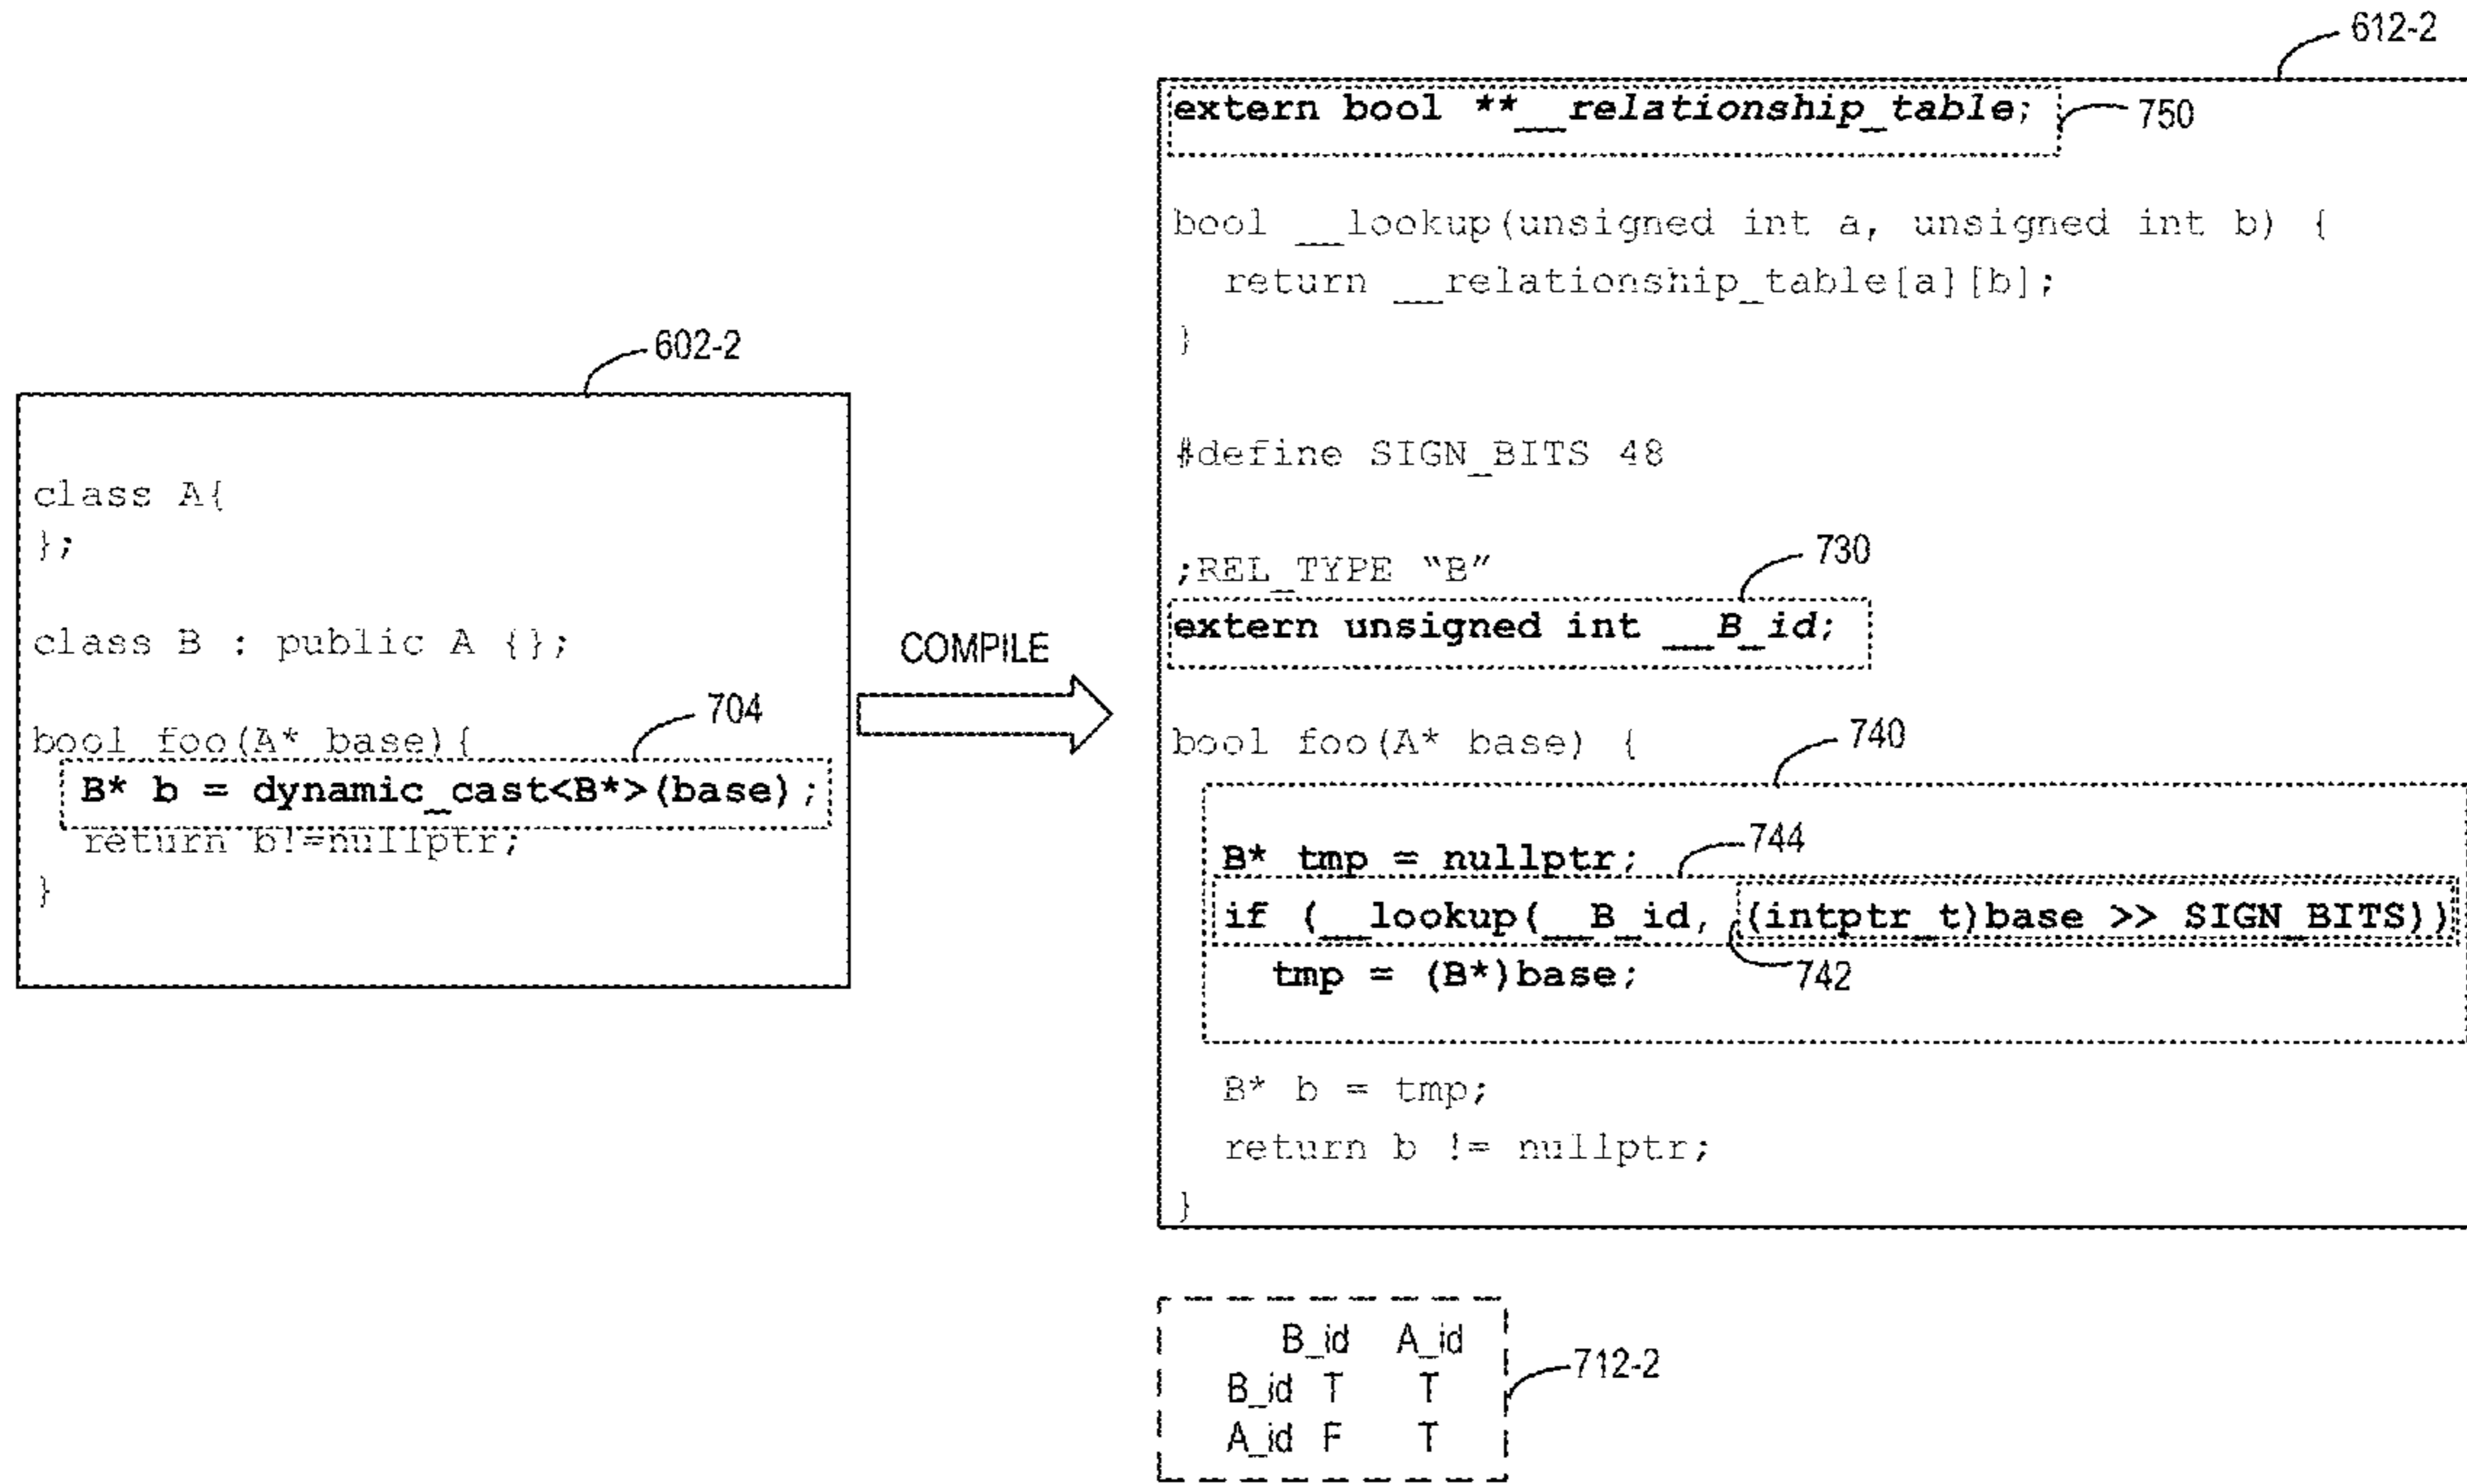 602-2
class A{
};
class B : public A {};
704
bool foo(A* base){
B* b = dynamic_cast<B*>(base);
return b!=nullptr;
}
COMPILE
612-2
extern bool **__relationship_table;
750
bool __lookup(unsigned int a, unsigned int b) {
return __relationship_table[a][b];
}
#define SIGN_BITS 48
;REL_TYPE “B”
730
extern unsigned int __B_id;
bool foo(A* base) {
740
B* tmp = nullptr;
744
if (__lookup(__B_id, (intptr_t)base >> SIGN_BITS))
tmp = (B*)base;
742
B* b = tmp;
return b != nullptr;
}
B_id A_id
B_id T T
A_id F T
712-2